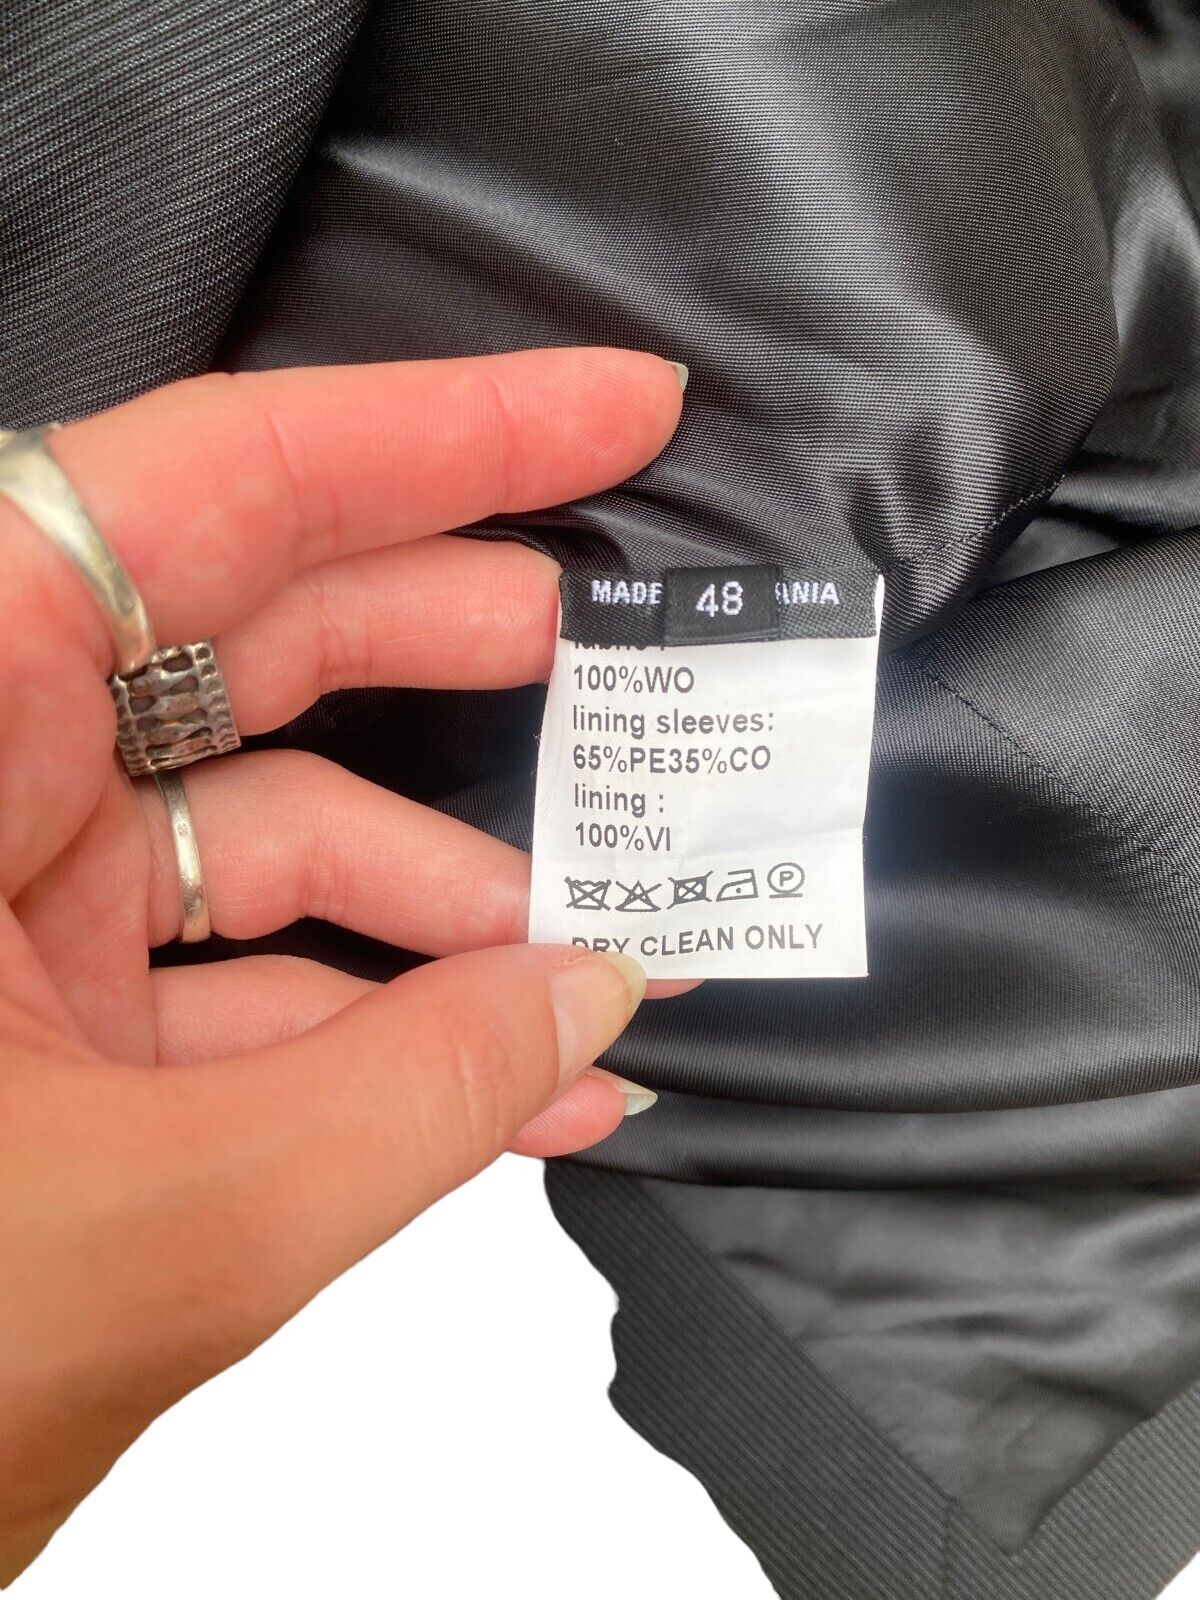 MADE 48 ANIA
100%WO
lining sleeves:
65%PE35%CO
lining :
100%VI
P
DRY CLEAN ONLY